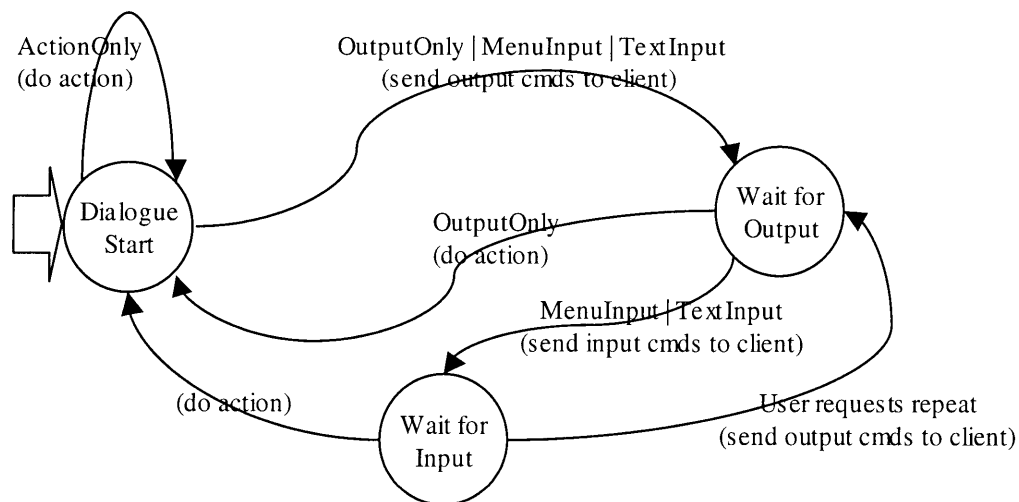 ActionOnly
(do action)
OutputOnly | MenuInput | TextInput
(send output cmds to client)
Dialogue
Start
Wait for
Output
OutputOnly
(do action)
MenuInput | TextInput
(send input cmds to client)
(do action)
Wait for
Input
User requests repeat
(send output cmds to client)